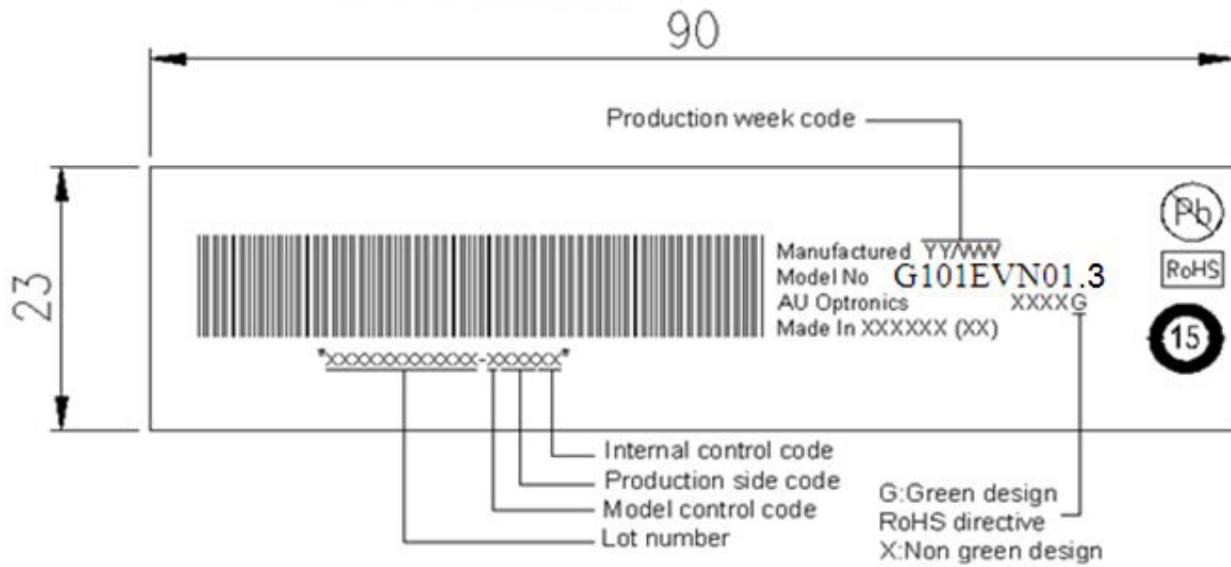 90
Production week code
23
Manufactured YY/WW
Model No G101EVN01.3
AU Optronics XXXXG
Made In XXXXXX (XX)
Pb
RoHS
15
*XXXXXXXXXXXX-XXXXXX*
Internal control code
Production side code
Model control code
Lot number
G:Green design
RoHS directive
X:Non green design